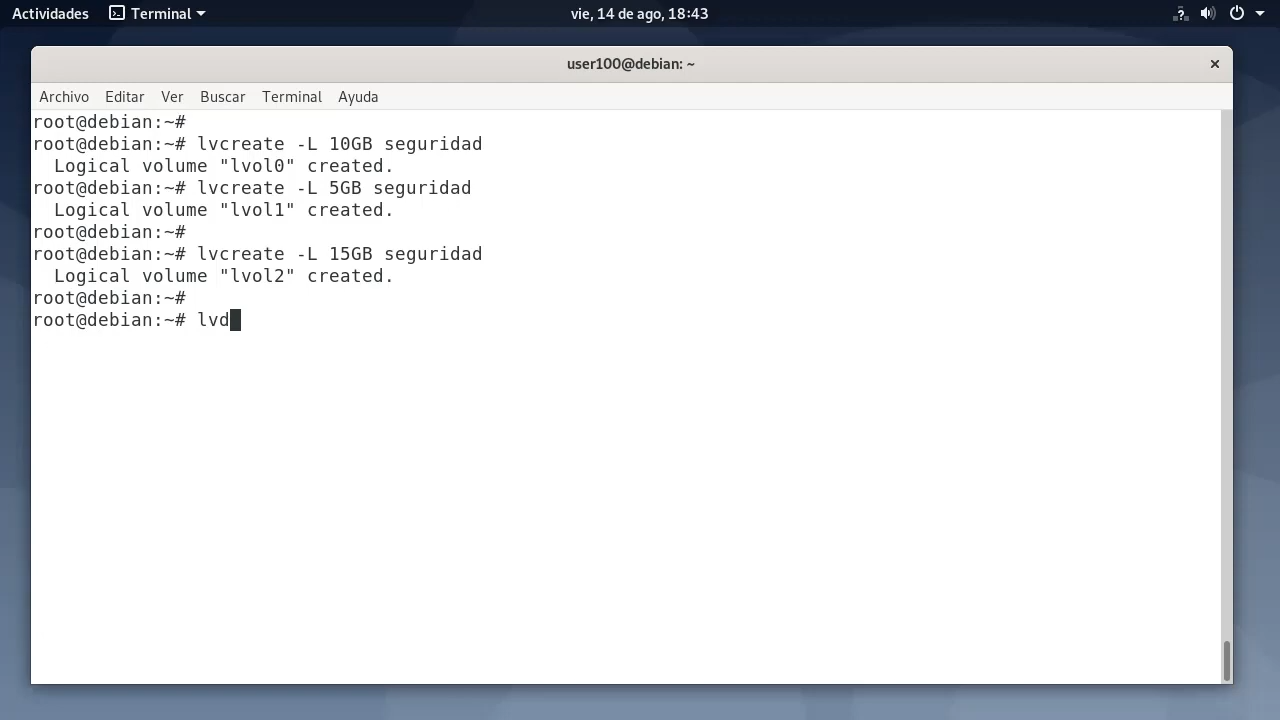 Actividades Terminal vie, 14 de ago, 18:43
user100@debian: ~
Archivo Editar Ver Buscar Terminal Ayuda
root@debian:~#
root@debian:~# lvcreate -L 10GB seguridad
  Logical volume "lvol0" created.
root@debian:~# lvcreate -L 5GB seguridad
  Logical volume "lvol1" created.
root@debian:~#
root@debian:~# lvcreate -L 15GB seguridad
  Logical volume "lvol2" created.
root@debian:~#
root@debian:~# lvd